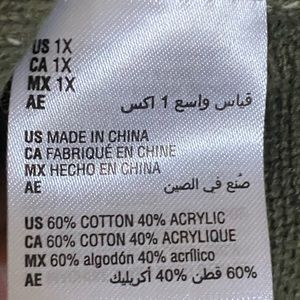 US 1X
CA 1X
MX 1X
AE قياس واسع 1 اكس
US MADE IN CHINA
CA FABRIQUÉ EN CHINE
MX HECHO EN CHINA
AE صُنع في الصين
US 60% COTTON 40% ACRYLIC
CA 60% COTON 40% ACRYLIQUE
MX 60% algodón 40% acrílico
AE 60% قطن 40% أكريليك